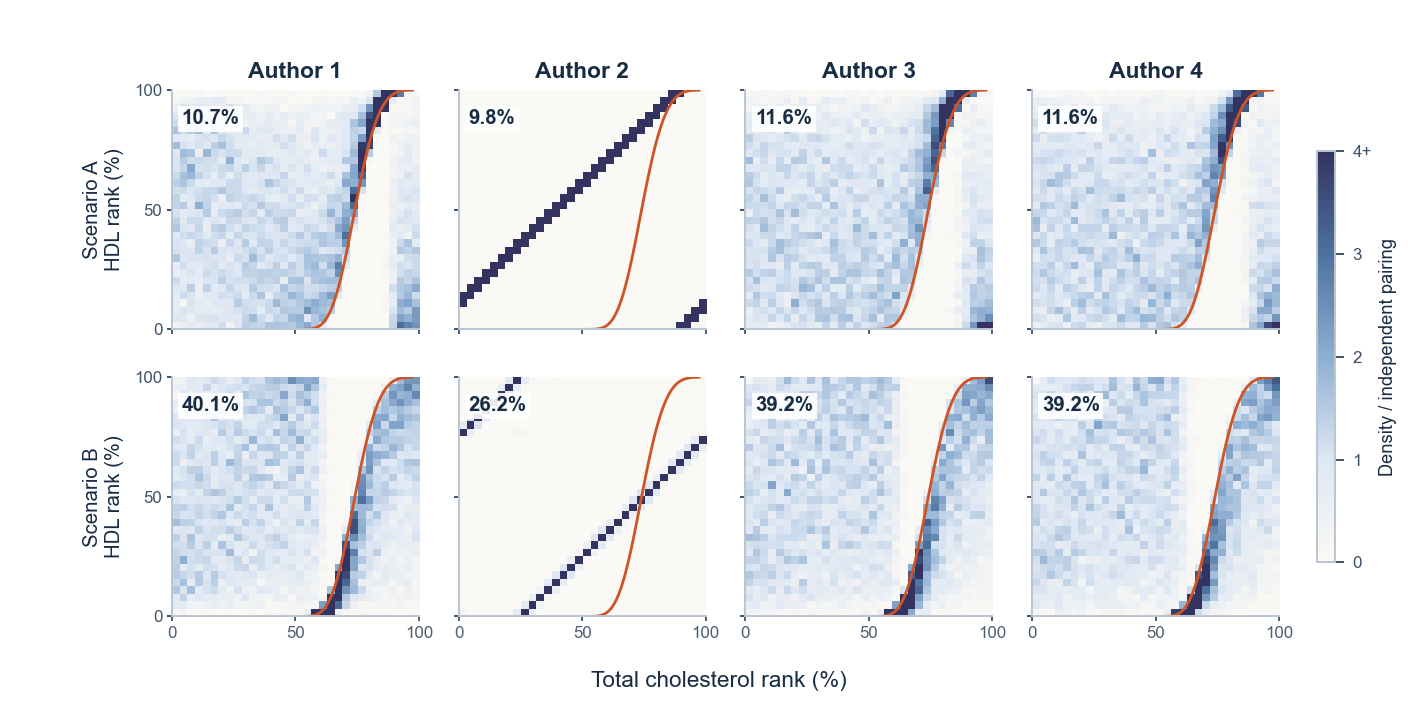 Author 1
Author 2
Author 3
Author 4
Scenario A
HDL rank (%)
100
50
0
10.7%
9.8%
11.6%
11.6%
Scenario B
HDL rank (%)
100
50
0
40.1%
26.2%
39.2%
39.2%
0 50 100
0 50 100
0 50 100
0 50 100
Total cholesterol rank (%)
4+
3
2
1
0
Density / independent pairing